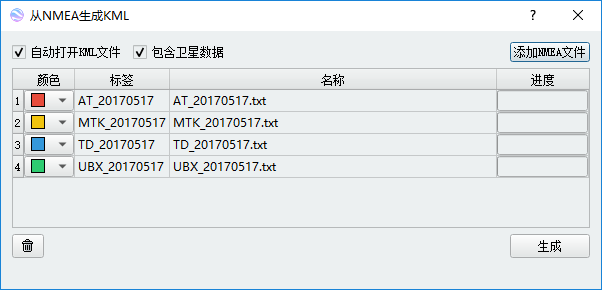 从NMEA生成KML
自动打开KML文件 包含卫星数据 添加NMEA文件
颜色 标签 名称 进度
1 AT_20170517 AT_20170517.txt
2 MTK_20170517 MTK_20170517.txt
3 TD_20170517 TD_20170517.txt
4 UBX_20170517 UBX_20170517.txt
生成